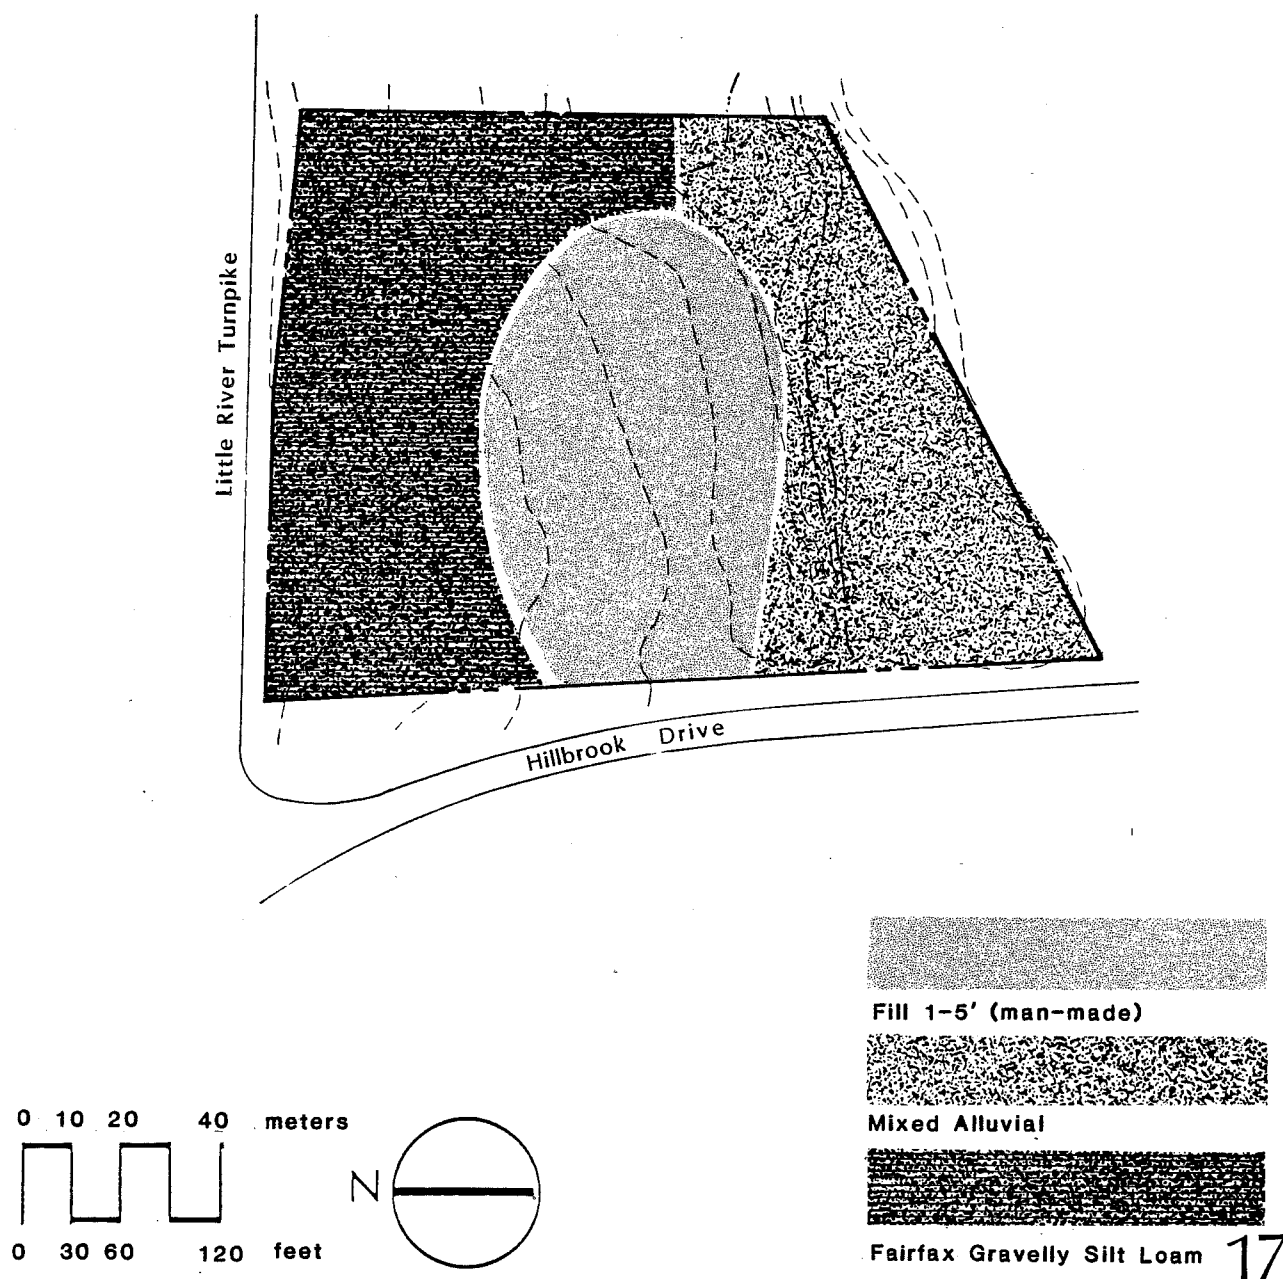 Little River Turnpike
Hillbrook Drive
Fill 1-5' (man-made)
Mixed Alluvial
Fairfax Gravelly Silt Loam
17
0 10 20 40 meters
N
0 30 60 120 feet